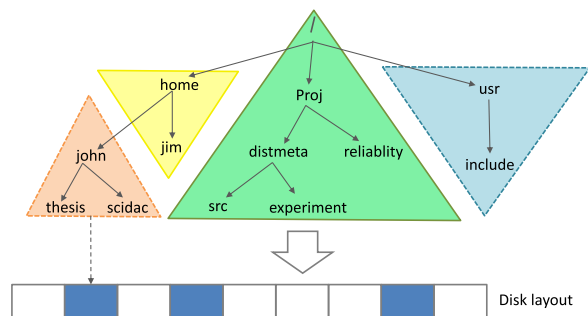 /
home
usr
Proj
john
jim
distmeta
reliablity
include
thesis
scidac
src
experiment
Disk layout